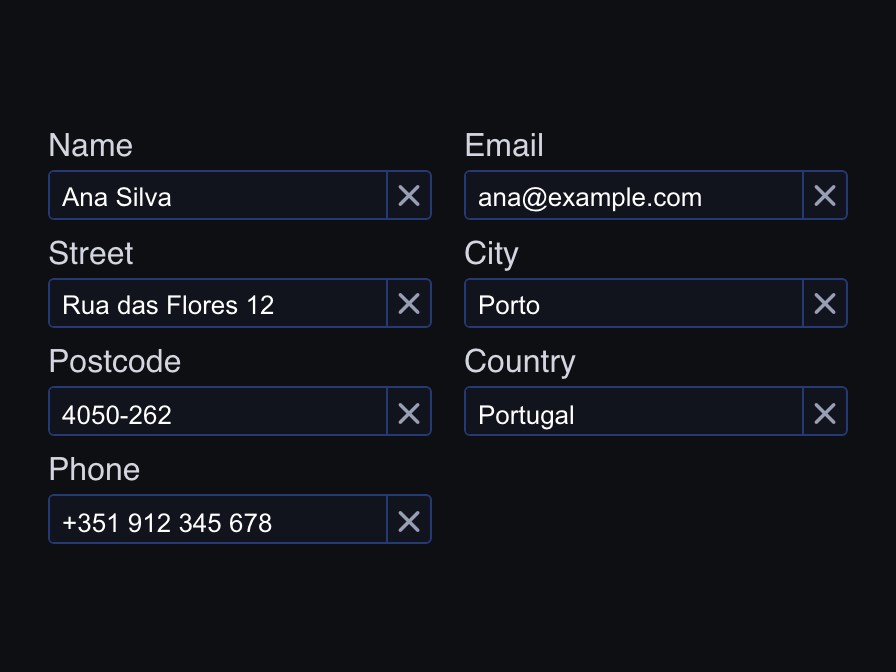 Name
Ana Silva
Email
ana@example.com
Street
Rua das Flores 12
City
Porto
Postcode
4050-262
Country
Portugal
Phone
+351 912 345 678